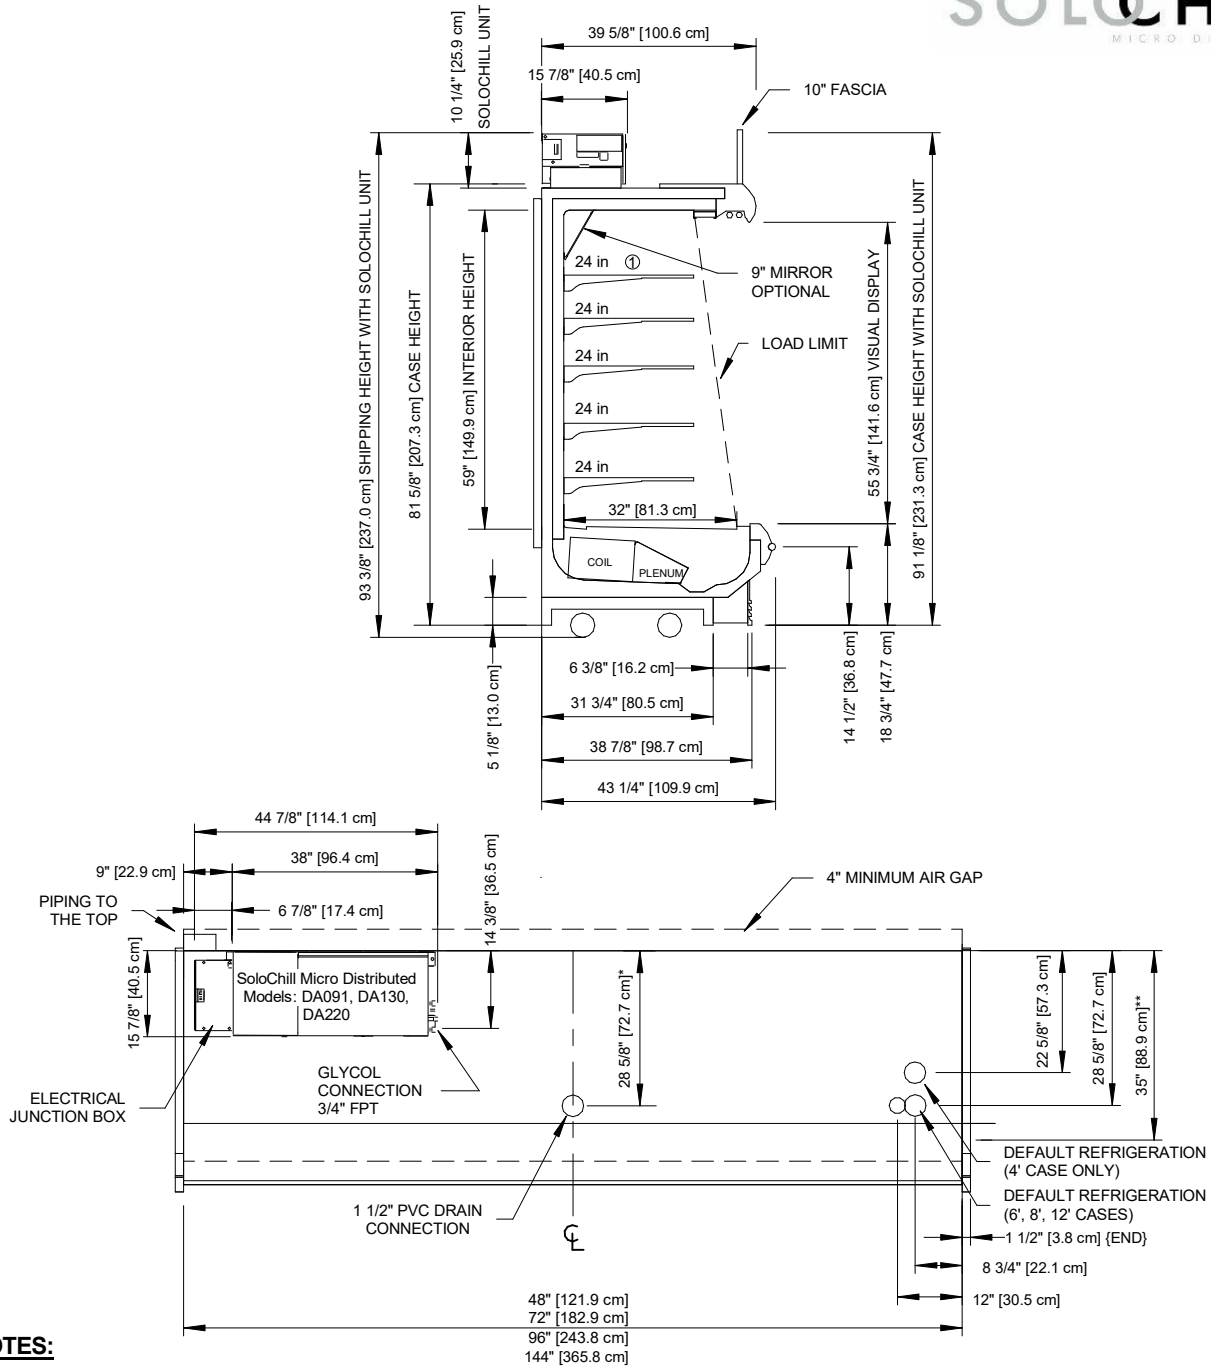 SOLOCH
MICRO DI
39 5/8" [100.6 cm]
15 7/8" [40.5 cm]
10 1/4" [25.9 cm]
SOLOCHILL UNIT
10" FASCIA
93 3/8" [237.0 cm] SHIPPING HEIGHT WITH SOLOCHILL UNIT
81 5/8" [207.3 cm] CASE HEIGHT
59" [149.9 cm] INTERIOR HEIGHT
24 in ①
24 in
24 in
24 in
24 in
9" MIRROR
OPTIONAL
LOAD LIMIT
55 3/4" [141.6 cm] VISUAL DISPLAY
91 1/8" [231.3 cm] CASE HEIGHT WITH SOLOCHILL UNIT
32" [81.3 cm]
COIL
PLENUM
5 1/8" [13.0 cm]
6 3/8" [16.2 cm]
31 3/4" [80.5 cm]
38 7/8" [98.7 cm]
43 1/4" [109.9 cm]
14 1/2" [36.8 cm]
18 3/4" [47.7 cm]
44 7/8" [114.1 cm]
9" [22.9 cm]
38" [96.4 cm]
6 7/8" [17.4 cm]
14 3/8" [36.5 cm]
4" MINIMUM AIR GAP
PIPING TO
THE TOP
15 7/8" [40.5 cm]
SoloChill Micro Distributed
Models: DA091, DA130,
DA220
28 5/8" [72.7 cm]*
22 5/8" [57.3 cm]
28 5/8" [72.7 cm]
35" [88.9 cm]**
ELECTRICAL
JUNCTION BOX
GLYCOL
CONNECTION
3/4" FPT
1 1/2" PVC DRAIN
CONNECTION
CL
DEFAULT REFRIGERATION
(4' CASE ONLY)
DEFAULT REFRIGERATION
(6', 8', 12' CASES)
1 1/2" [3.8 cm] {END}
8 3/4" [22.1 cm]
12" [30.5 cm]
48" [121.9 cm]
72" [182.9 cm]
96" [243.8 cm]
144" [365.8 cm]
OTES: